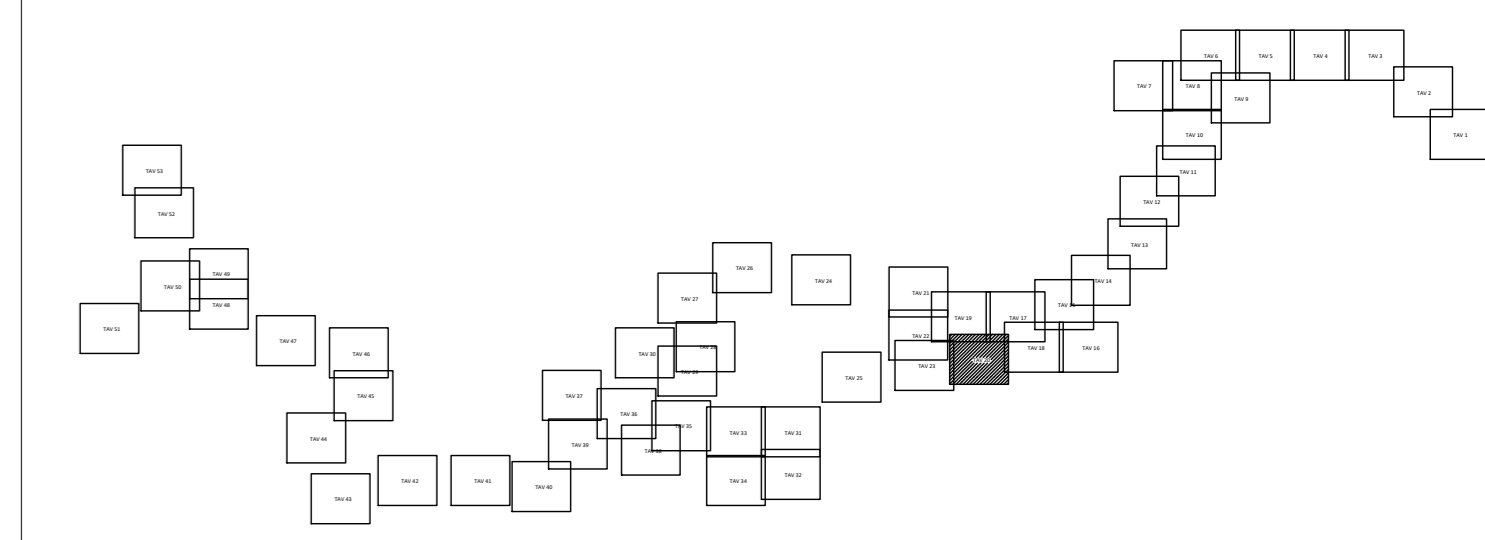 TAV 6
TAV 5
TAV 4
TAV 3
TAV 7
TAV 8
TAV 2
TAV 9
TAV 10
TAV 1
TAV 11
TAV 53
TAV 12
TAV 52
TAV 13
TAV 26
TAV 49
TAV 24
TAV 14
TAV 50
TAV 21
TAV 27
TAV 48
TAV 19
TAV 17
TAV 51
TAV 22
TAV 47
TAV 18
TAV 16
TAV 46
TAV 30
TAV 23
TAV 25
TAV 45
TAV 37
TAV 36
TAV 35
TAV 33
TAV 31
TAV 44
TAV 39
TAV 32
TAV 42
TAV 41
TAV 34
TAV 40
TAV 43